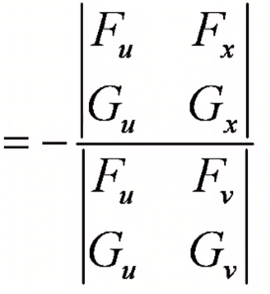 = - 
| F_u F_x |
| G_u G_x |
| F_u F_v |
| G_u G_v |